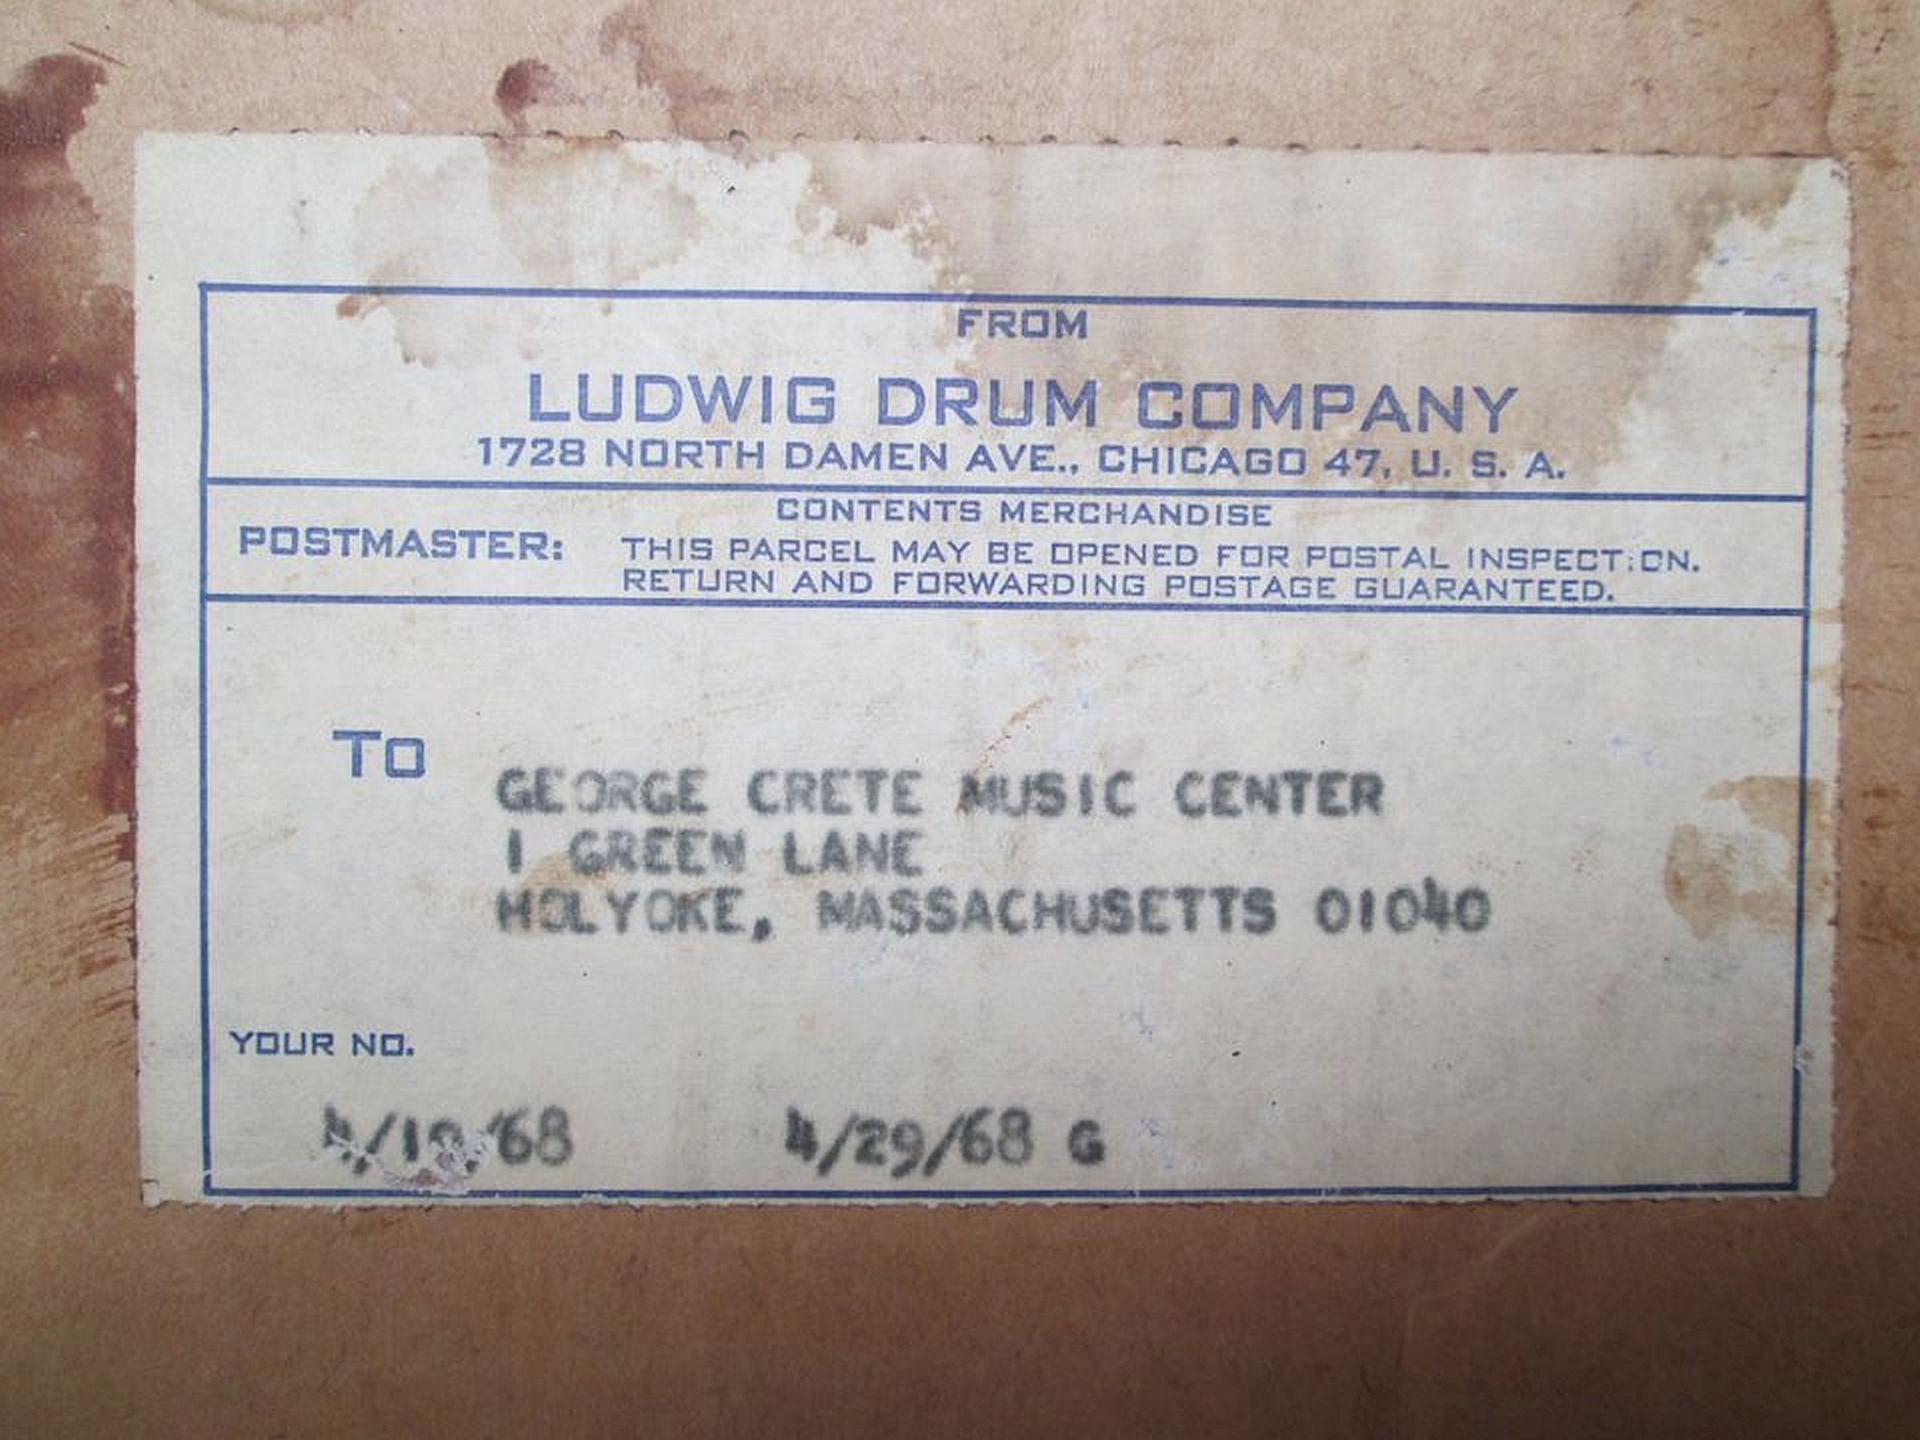 FROM
LUDWIG DRUM COMPANY
1728 NORTH DAMEN AVE., CHICAGO 47, U. S. A.
CONTENTS MERCHANDISE
POSTMASTER: THIS PARCEL MAY BE OPENED FOR POSTAL INSPECTION.
RETURN AND FORWARDING POSTAGE GUARANTEED.
TO
GEORGE CRETE MUSIC CENTER
1 GREEN LANE
HOLYOKE, MASSACHUSETTS 01040
YOUR NO.
4/29/68 G